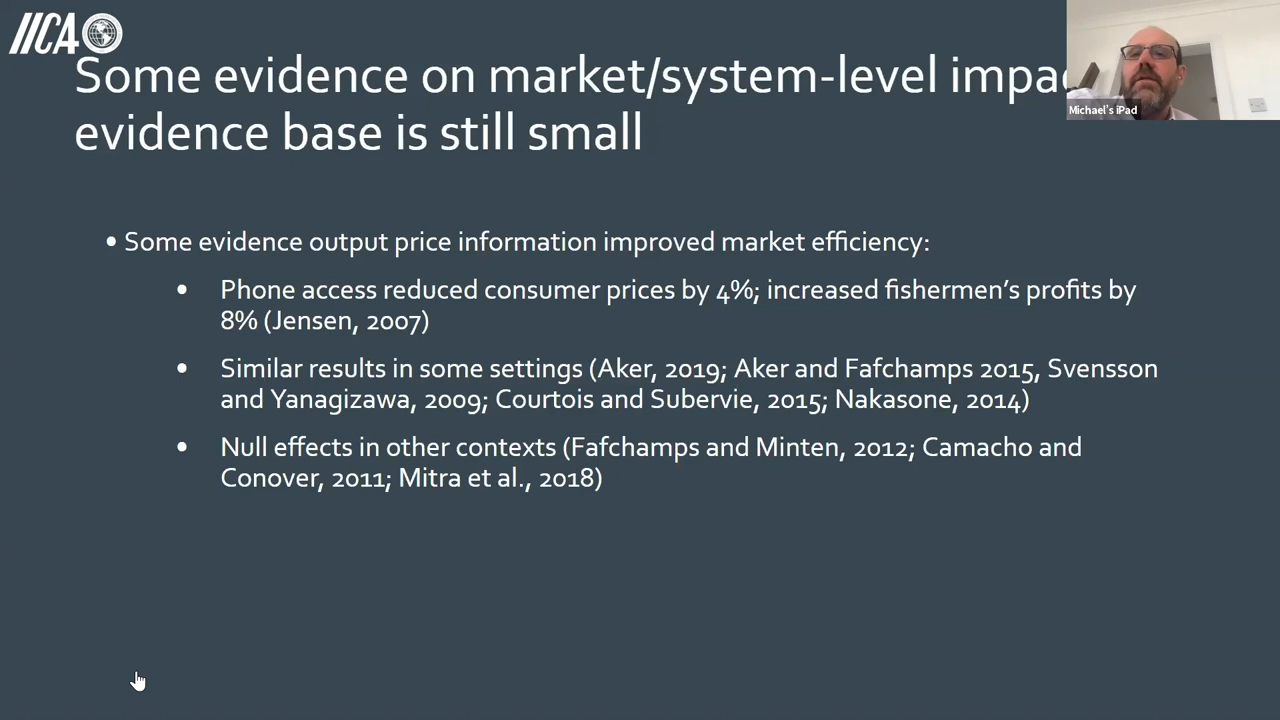 IICA
Some evidence on market/system-level impa
evidence base is still small
Michael's iPad
• Some evidence output price information improved market efficiency:
• Phone access reduced consumer prices by 4%; increased fishermen's profits by
8% (Jensen, 2007)
• Similar results in some settings (Aker, 2019; Aker and Fafchamps 2015, Svensson
and Yanagizawa, 2009; Courtois and Subervie, 2015; Nakasone, 2014)
• Null effects in other contexts (Fafchamps and Minten, 2012; Camacho and
Conover, 2011; Mitra et al., 2018)